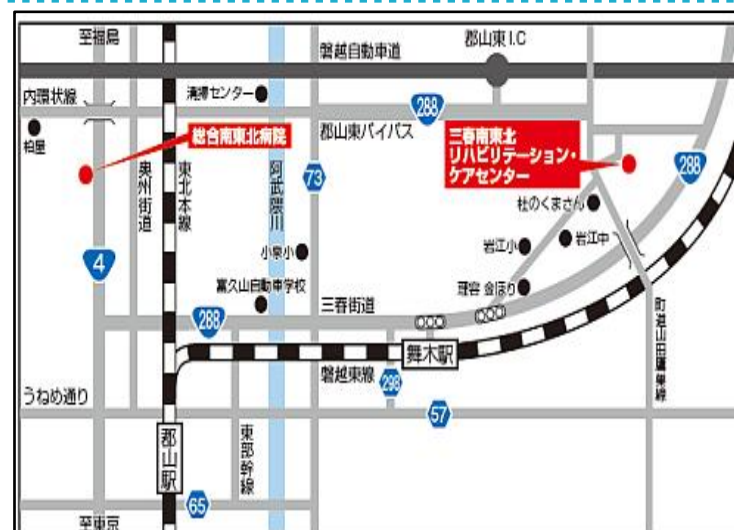 至福島
磐越自動車道
郡山東I.C
内環状線
清掃センター
288
柏屋
総合南東北病院
郡山東バイパス
三春南東北
リハビリテーション・
ケアセンター
288
奥州街道
東北本線
阿武隈川
73
杜のくまさん
4
小泉小
岩江小
岩江中
富久山自動車学校
理容 金ほり
288
三春街道
舞木駅
町道山田鷹巣線
磐越東線
298
うねめ通り
57
郡山駅
東部幹線
65
至東京